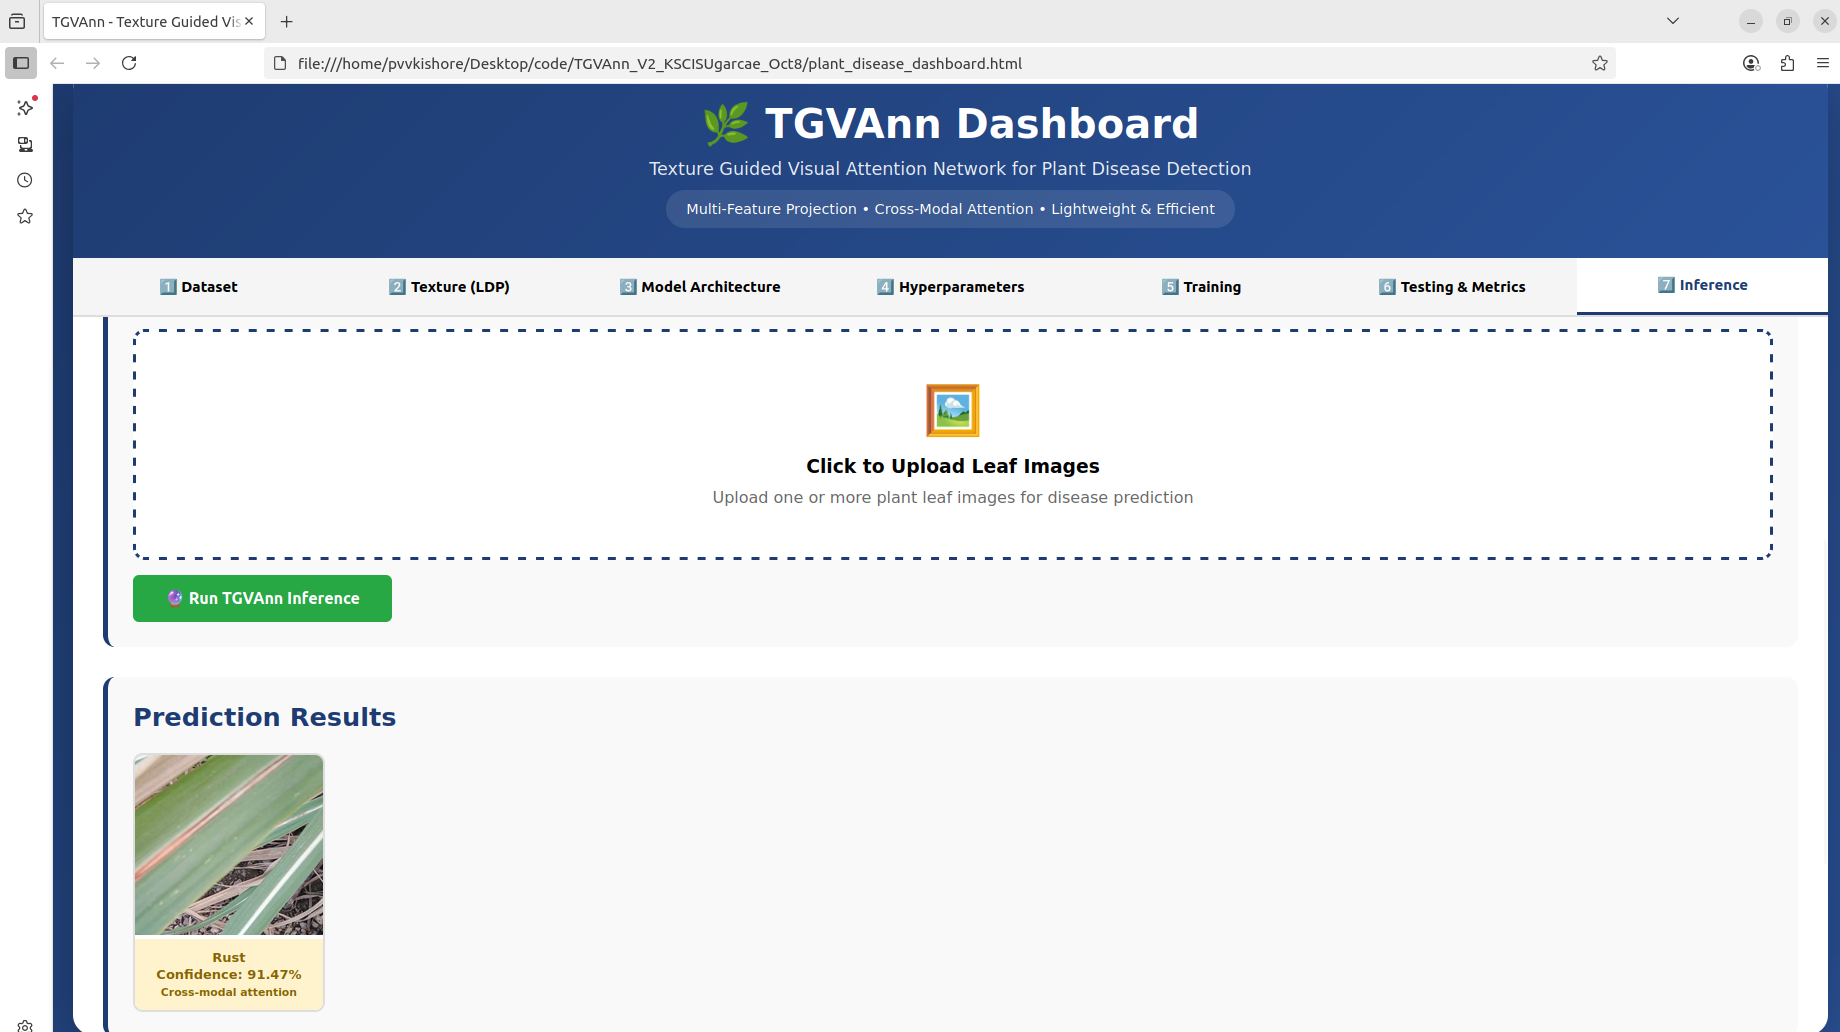 TGVAnn - Texture Guided Vis
file:///home/pvvkishore/Desktop/code/TGVAnn_V2_KSCISUgarcae_Oct8/plant_disease_dashboard.html
🌿 TGVAnn Dashboard
Texture Guided Visual Attention Network for Plant Disease Detection
Multi-Feature Projection • Cross-Modal Attention • Lightweight & Efficient
1️⃣ Dataset
2️⃣ Texture (LDP)
3️⃣ Model Architecture
4️⃣ Hyperparameters
5️⃣ Training
6️⃣ Testing & Metrics
7️⃣ Inference
Click to Upload Leaf Images
Upload one or more plant leaf images for disease prediction
🔮 Run TGVAnn Inference
Prediction Results
Rust
Confidence: 91.47%
Cross-modal attention